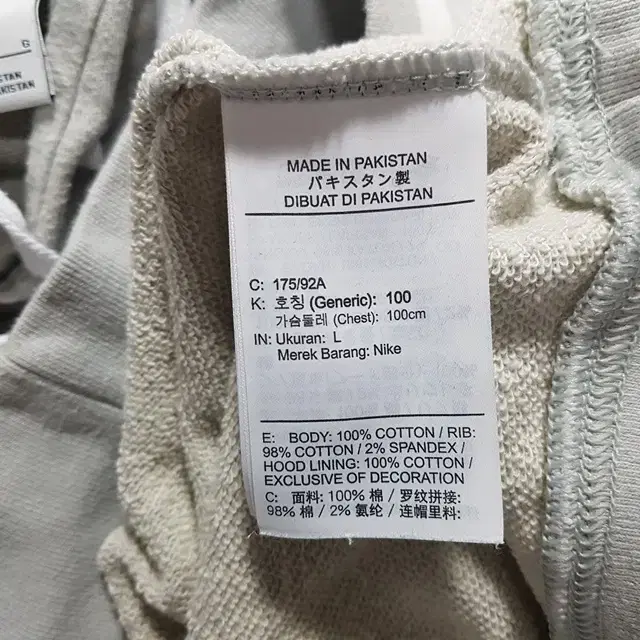 G
KISTAN
MADE IN PAKISTAN
パキスタン製
DIBUAT DI PAKISTAN
C: 175/92A
K: 호칭 (Generic): 100
가슴둘레 (Chest): 100cm
IN: Ukuran: L
Merek Barang: Nike
E: BODY: 100% COTTON / RIB:
98% COTTON / 2% SPANDEX /
HOOD LINING: 100% COTTON /
EXCLUSIVE OF DECORATION
C: 面料: 100% 棉 / 罗纹拼接:
98% 棉 / 2% 氨纶 / 连帽里料: